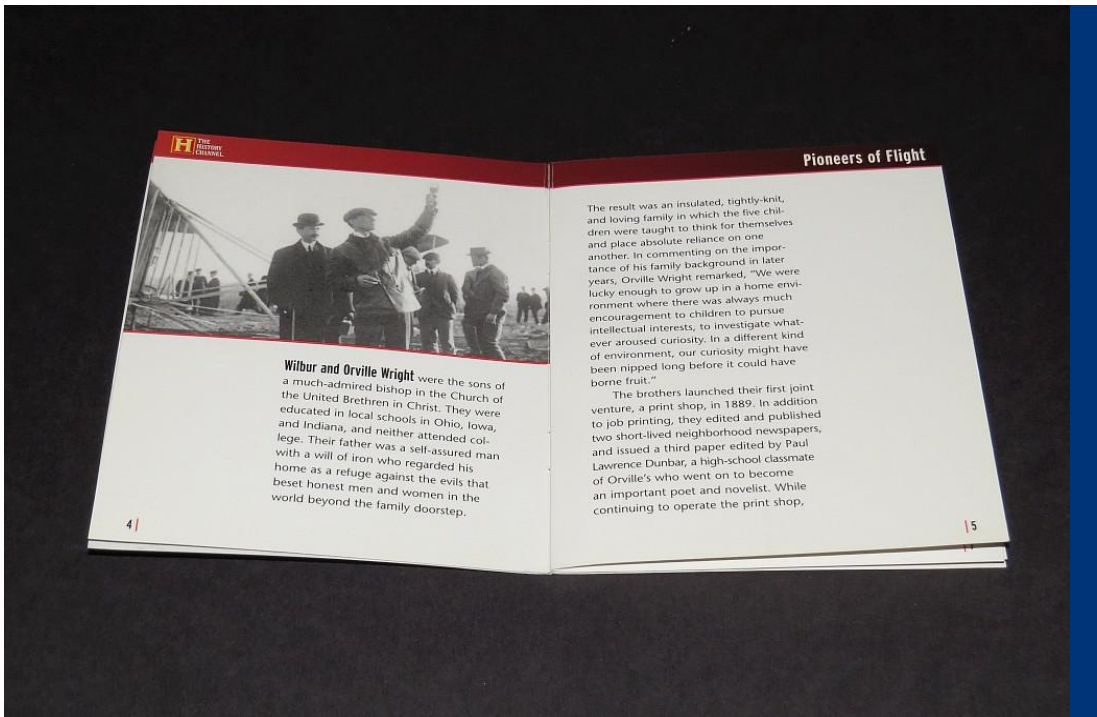 H THE
HISTORY
CHANNEL
Wilbur and Orville Wright were the sons of
a much-admired bishop in the Church of
the United Brethren in Christ. They were
educated in local schools in Ohio, Iowa,
and Indiana, and neither attended col-
lege. Their father was a self-assured man
with a will of iron who regarded his
home as a refuge against the evils that
beset honest men and women in the
world beyond the family doorstep.
4
Pioneers of Flight
The result was an insulated, tightly-knit,
and loving family in which the five chil-
dren were taught to think for themselves
and place absolute reliance on one
another. In commenting on the impor-
tance of his family background in later
years, Orville Wright remarked, “We were
lucky enough to grow up in a home envi-
ronment where there was always much
encouragement to children to pursue
intellectual interests, to investigate what-
ever aroused curiosity. In a different kind
of environment, our curiosity might have
been nipped long before it could have
borne fruit.”
The brothers launched their first joint
venture, a print shop, in 1889. In addition
to job printing, they edited and published
two short-lived neighborhood newspapers,
and issued a third paper edited by Paul
Lawrence Dunbar, a high-school classmate
of Orville's who went on to become
an important poet and novelist. While
continuing to operate the print shop,
5